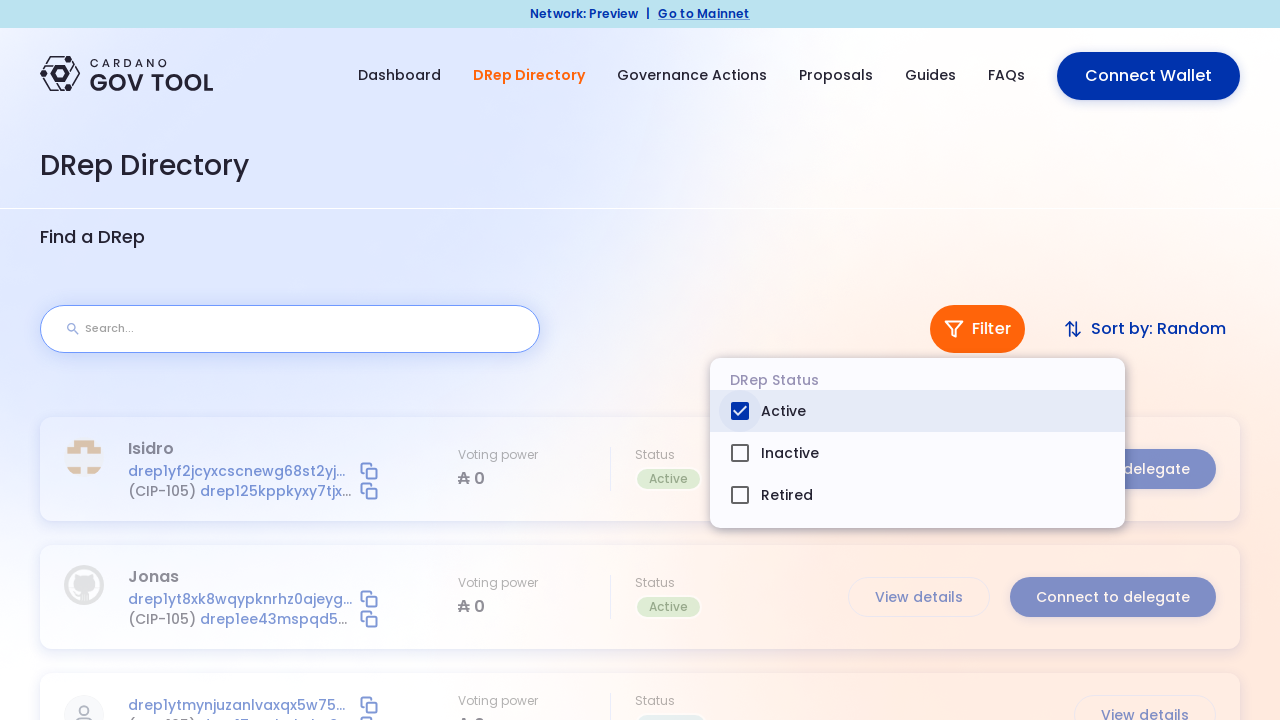 Network: Preview | Go to Mainnet
CARDANO
GOV TOOL
Dashboard DRep Directory Governance Actions Proposals Guides FAQs Connect Wallet
DRep Directory
Find a DRep
Search... Filter Sort by: Random
DRep Status
Active
Inactive
Retired
Isidro
drep1yf2jcyxcscnewg68st2yj...
(CIP-105) drep125kppkyxy7tjx...
Voting power
₳ 0
Status
Active
delegate
Jonas
drep1yt8xk8wqypknrhz0ajeyg...
(CIP-105) drep1ee43mspqd5...
Voting power
₳ 0
Status
Active
View details Connect to delegate
drep1ytmynjuzanlvaxqx5w75...
Voting power
Status
View details